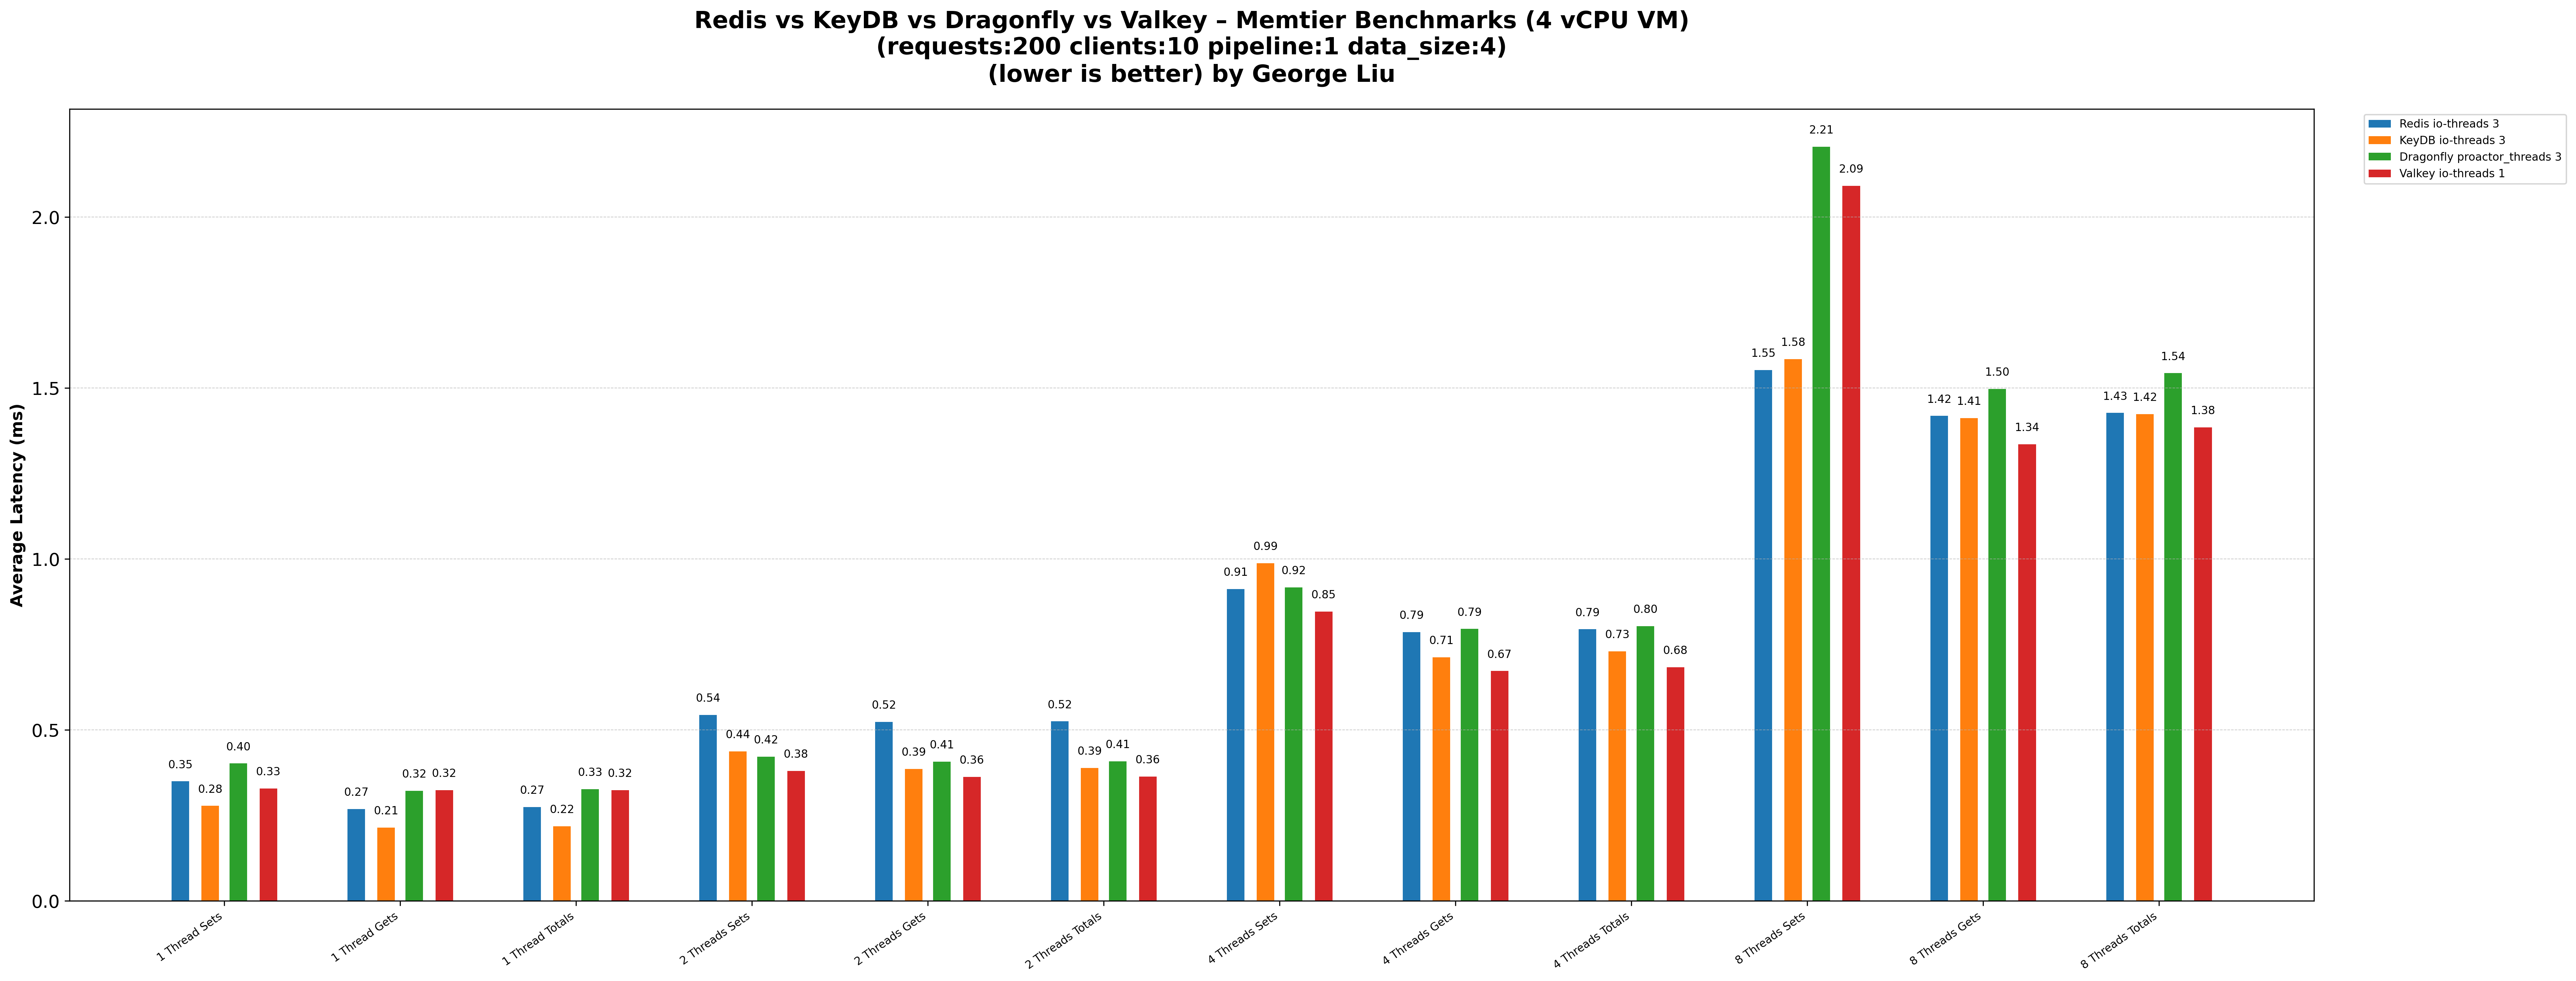 Redis vs KeyDB vs Dragonfly vs Valkey – Memtier Benchmarks (4 vCPU VM)
(requests:200 clients:10 pipeline:1 data_size:4)
(lower is better) by George Liu
Redis io-threads 3
KeyDB io-threads 3
Dragonfly proactor_threads 3
Valkey io-threads 1
Average Latency (ms)
2.0
1.5
1.0
0.5
0.0
0.35
0.28
0.40
0.33
0.27
0.21
0.32
0.32
0.27
0.22
0.33
0.32
0.54
0.44
0.42
0.38
0.52
0.39
0.41
0.36
0.52
0.39
0.41
0.36
0.91
0.99
0.92
0.85
0.79
0.71
0.79
0.67
0.79
0.73
0.80
0.68
1.55
1.58
2.21
2.09
1.42
1.41
1.50
1.34
1.43
1.42
1.54
1.38
1 Thread Sets
1 Thread Gets
1 Thread Totals
2 Threads Sets
2 Threads Gets
2 Threads Totals
4 Threads Sets
4 Threads Gets
4 Threads Totals
8 Threads Sets
8 Threads Gets
8 Threads Totals